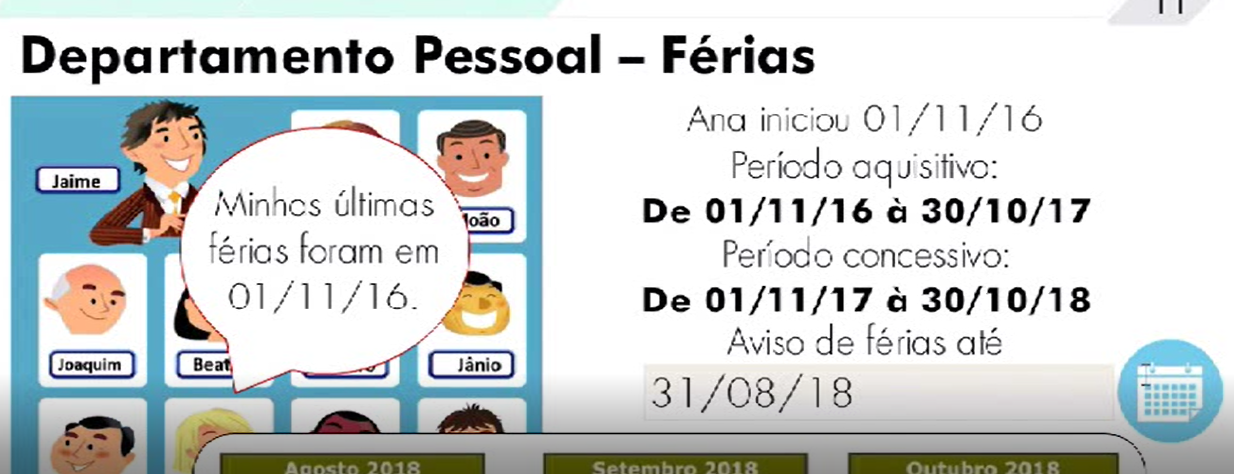 11
Departamento Pessoal – Férias
Jaime
João
Minhas últimas
férias foram em
01/11/16.
Joaquim
Beat
Jânio
Ana iniciou 01/11/16
Período aquisitivo:
De 01/11/16 à 30/10/17
Período concessivo:
De 01/11/17 à 30/10/18
Aviso de férias até
31/08/18
Agosto 2018
Setembro 2018
Outubro 2018